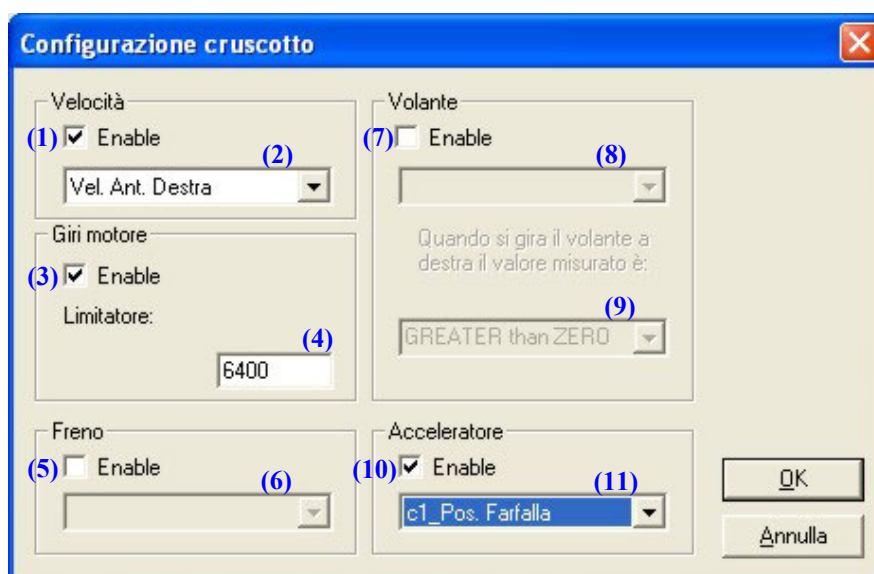 Configurazione cruscotto
Velocità
(1) Enable
(2)
Vel. Ant. Destra
Giri motore
(3) Enable
Limitatore:
(4)
6400
Freno
(5) Enable
(6)
Volante
(7) Enable
(8)
Quando si gira il volante a
destra il valore misurato è:
(9)
GREATER than ZERO
Acceleratore
(10) Enable
(11)
c1_Pos. Farfalla
OK
Annulla